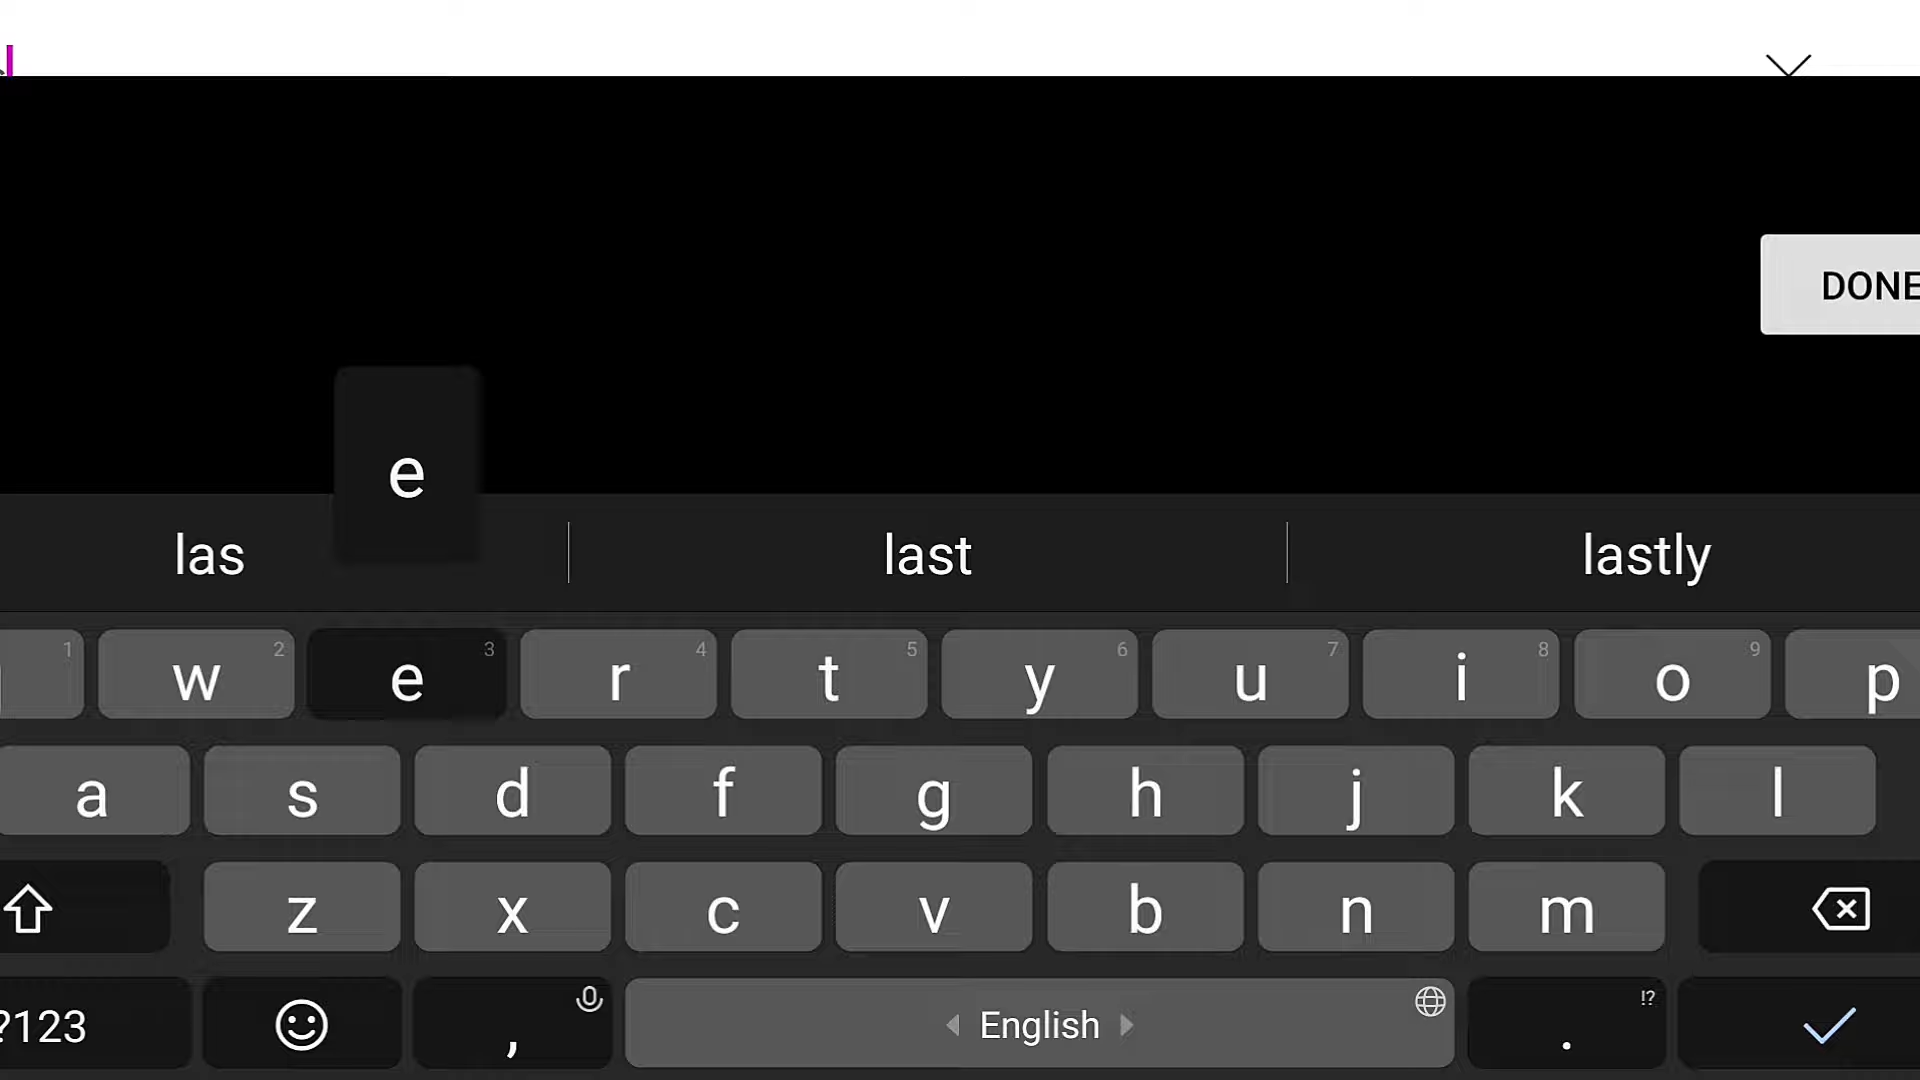 DONE
e
las last lastly
1 w 2 e 3 r 4 t 5 y 6 u 7 i 8 o 9 p
a s d f g h j k l
z x c v b n m
?123 , English . !?